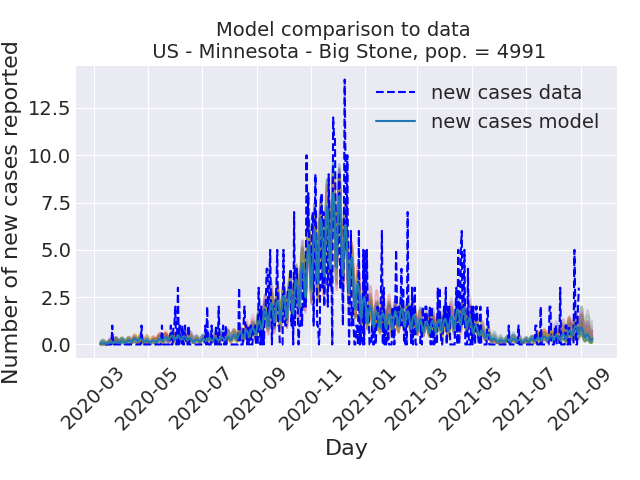 Model comparison to data
US - Minnesota - Big Stone, pop. = 4991
Number of new cases reported
12.5
10.0
7.5
5.0
2.5
0.0
new cases data
new cases model
2020-03
2020-05
2020-07
2020-09
2020-11
2021-01
2021-03
2021-05
2021-07
2021-09
Day